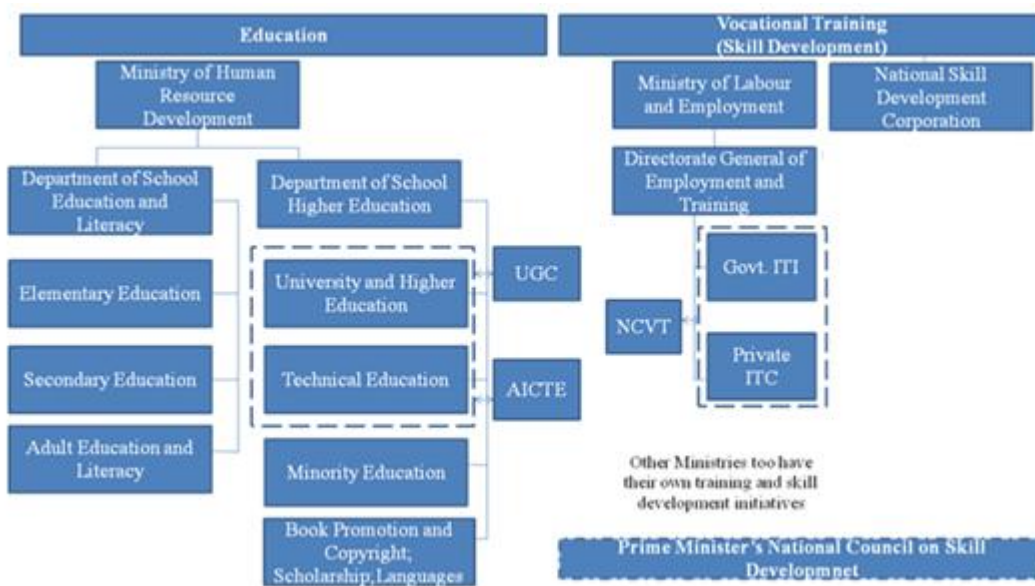 Education
Vocational Training
(Skill Development)
Ministry of Human
Resource
Development
Ministry of Labour
and Employment
National Skill
Development
Corporation
Department of School
Education and
Literacy
Department of School
Higher Education
Directorate General of
Employment and
Training
Elementary Education
University and Higher
Education
UGC
Govt. ITI
NCVT
Secondary Education
Technical Education
AICTE
Private
ITC
Adult Education and
Literacy
Minority Education
Other Ministries too have
their own training and skill
development initiatives
Book Promotion and
Copyright;
Scholarship;Languages
Prime Minister's National Council on Skill
Developmnet